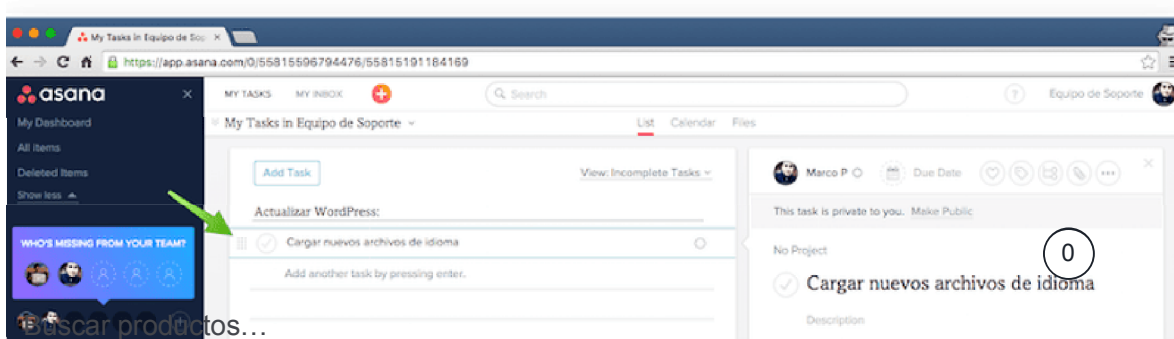 My Tasks in Equipo de Sop
https://app.asana.com/0/55815596794476/55815191184169
asana
MY TASKS MY INBOX Search ? Equipo de Soporte
My Dashboard
My Tasks in Equipo de Soporte List Calendar Files
All Items
Deleted Items
Show less
Add Task View: Incomplete Tasks
Marco P Due Date
Actualizar WordPress:
This task is private to you. Make Public
WHO'S MISSING FROM YOUR TEAM?
Cargar nuevos archivos de idioma
No Project
0
Add another task by pressing enter.
Cargar nuevos archivos de idioma
Description
Buscar productos…